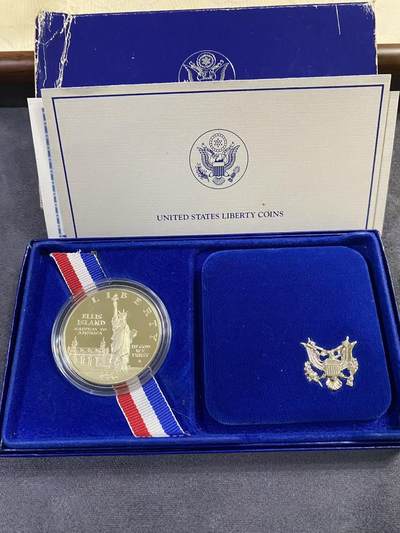 UNITED STATES LIBERTY COINS
LIBERTY
ELLIS
ISLAND
GATEWAY TO
AMERICA
IN GOD
WE
TRUST